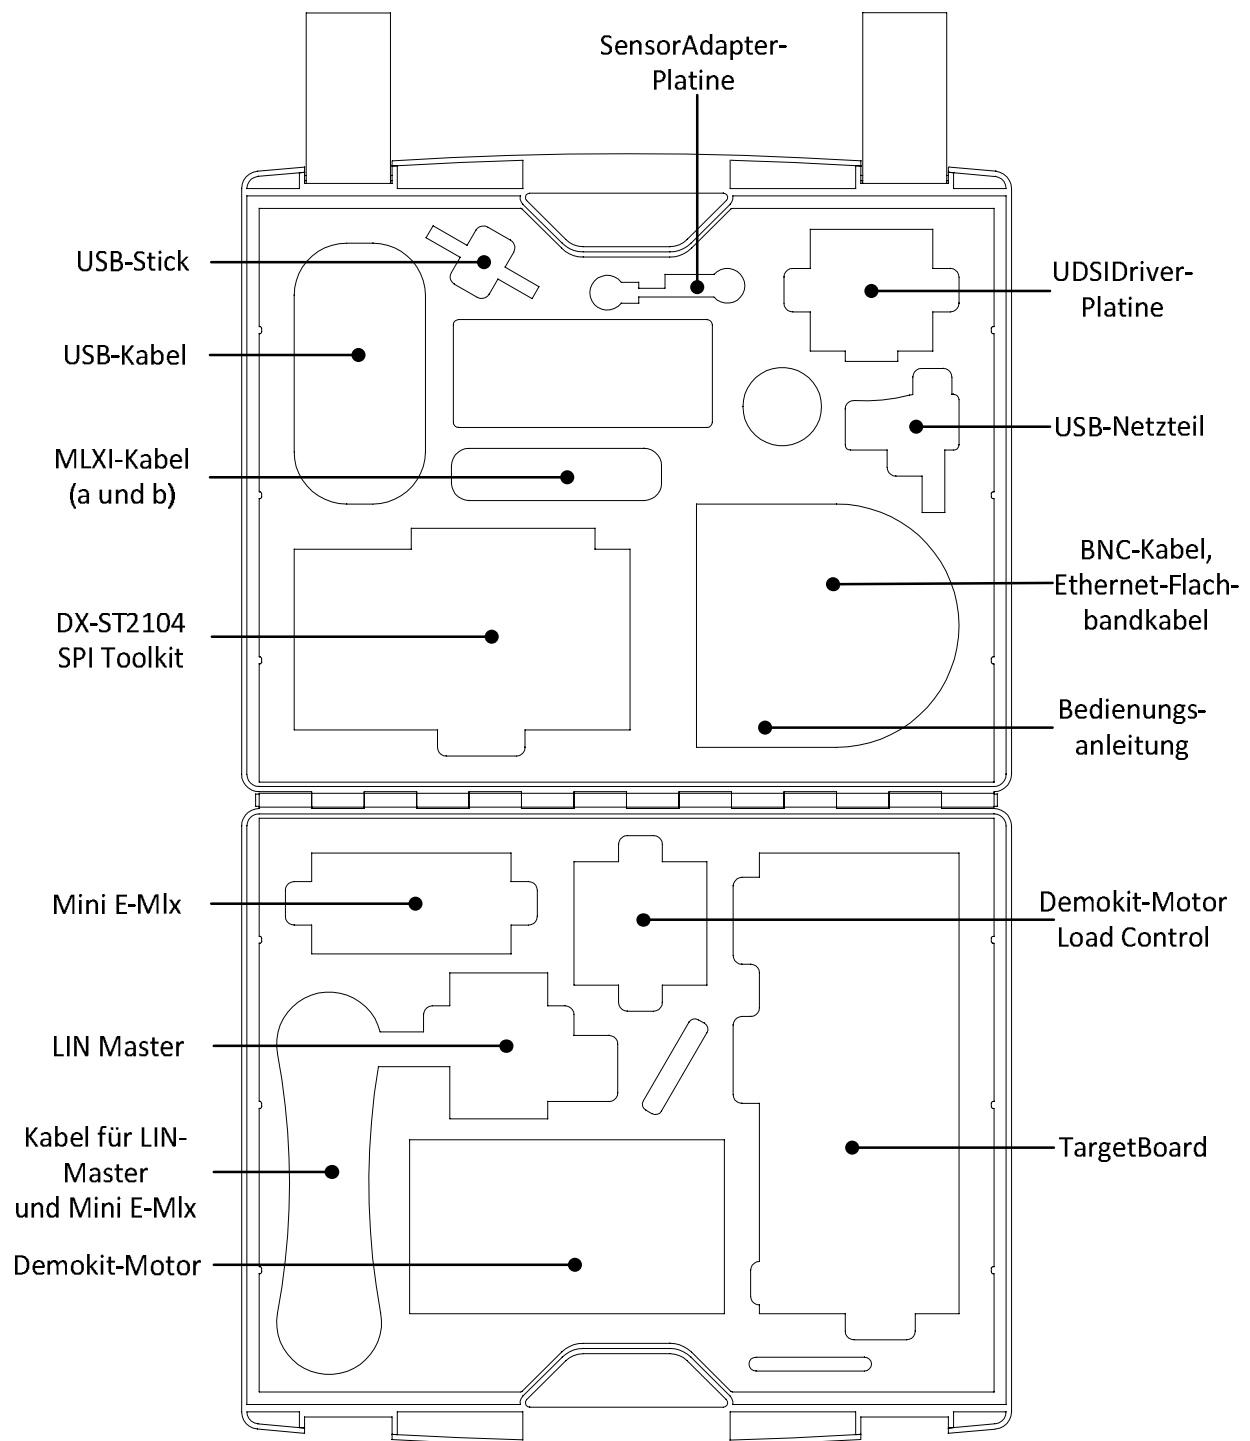 SensorAdapter-
Platine
USB-Stick
UDSIDriver-
Platine
USB-Kabel
USB-Netzteil
MLXI-Kabel
(a und b)
BNC-Kabel,
Ethernet-Flach-
bandkabel
DX-ST2104
SPI Toolkit
Bedienungs-
anleitung
Mini E-Mlx
Demokit-Motor
Load Control
LIN Master
Kabel für LIN-
Master
und Mini E-Mlx
TargetBoard
Demokit-Motor